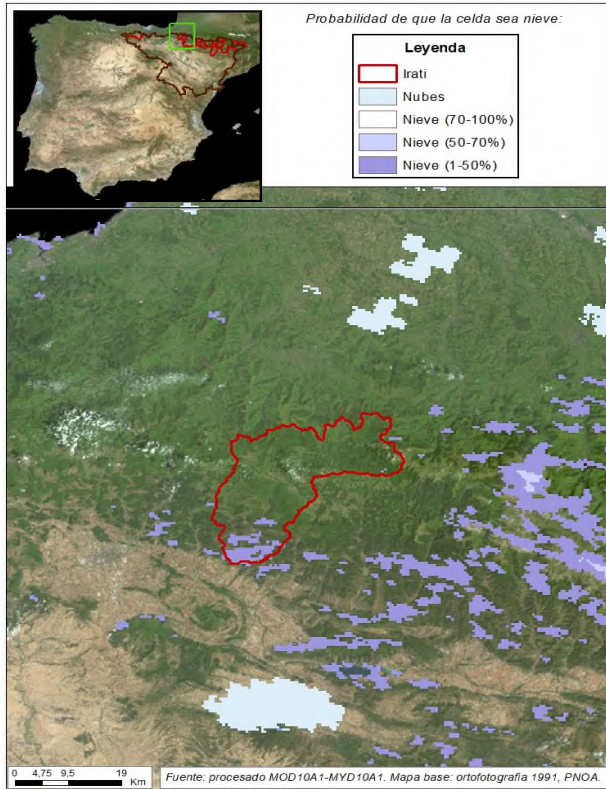 Probabilidad de que la celda sea nieve:
Leyenda
Irati
Nubes
Nieve (70-100%)
Nieve (50-70%)
Nieve (1-50%)
0 4,75 9,5 19
Km
Fuente: procesado MOD10A1-MYD10A1. Mapa base: ortofotografia 1991, PNOA.